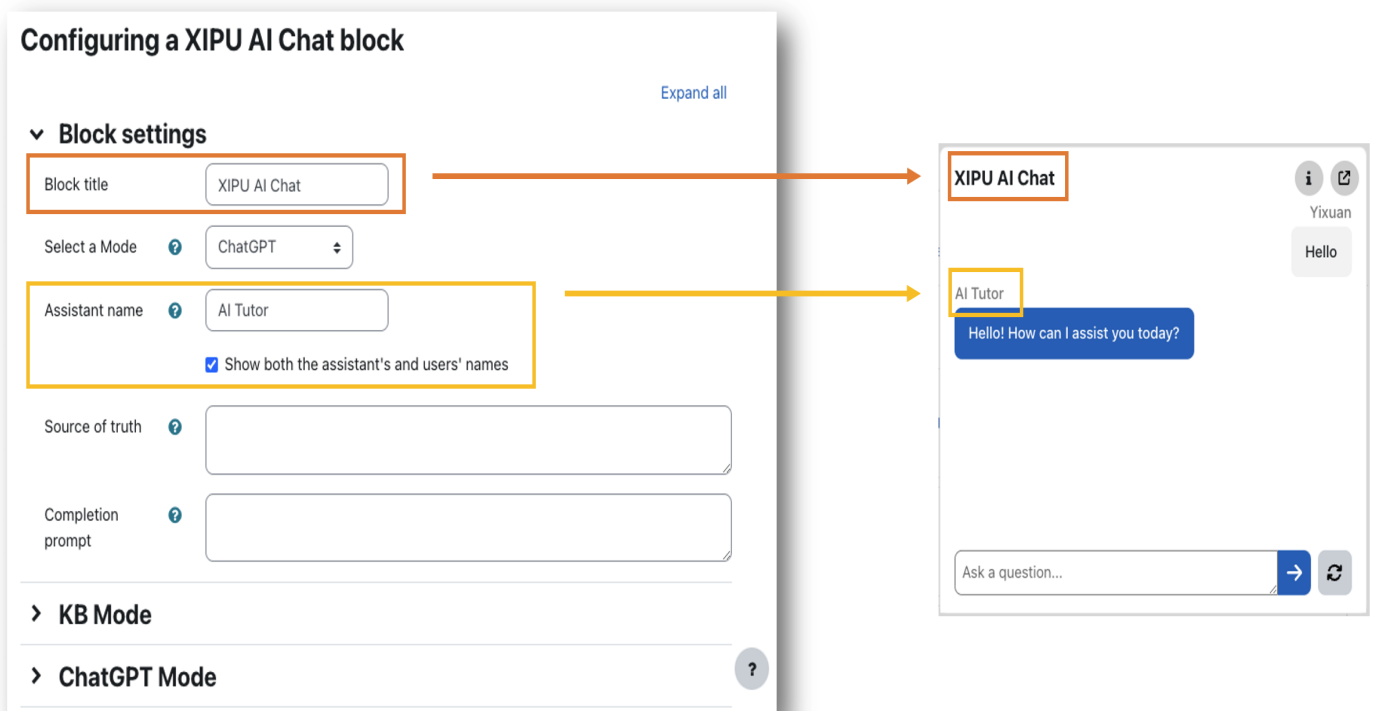 Configuring a XIPU AI Chat block
Expand all
Block settings
Block title
XIPU AI Chat
Select a Mode
?
ChatGPT
Assistant name
?
AI Tutor
Show both the assistant's and users' names
Source of truth
?
Completion
prompt
?
KB Mode
ChatGPT Mode
?
XIPU AI Chat
i
Yixuan
Hello
AI Tutor
Hello! How can I assist you today?
Ask a question...